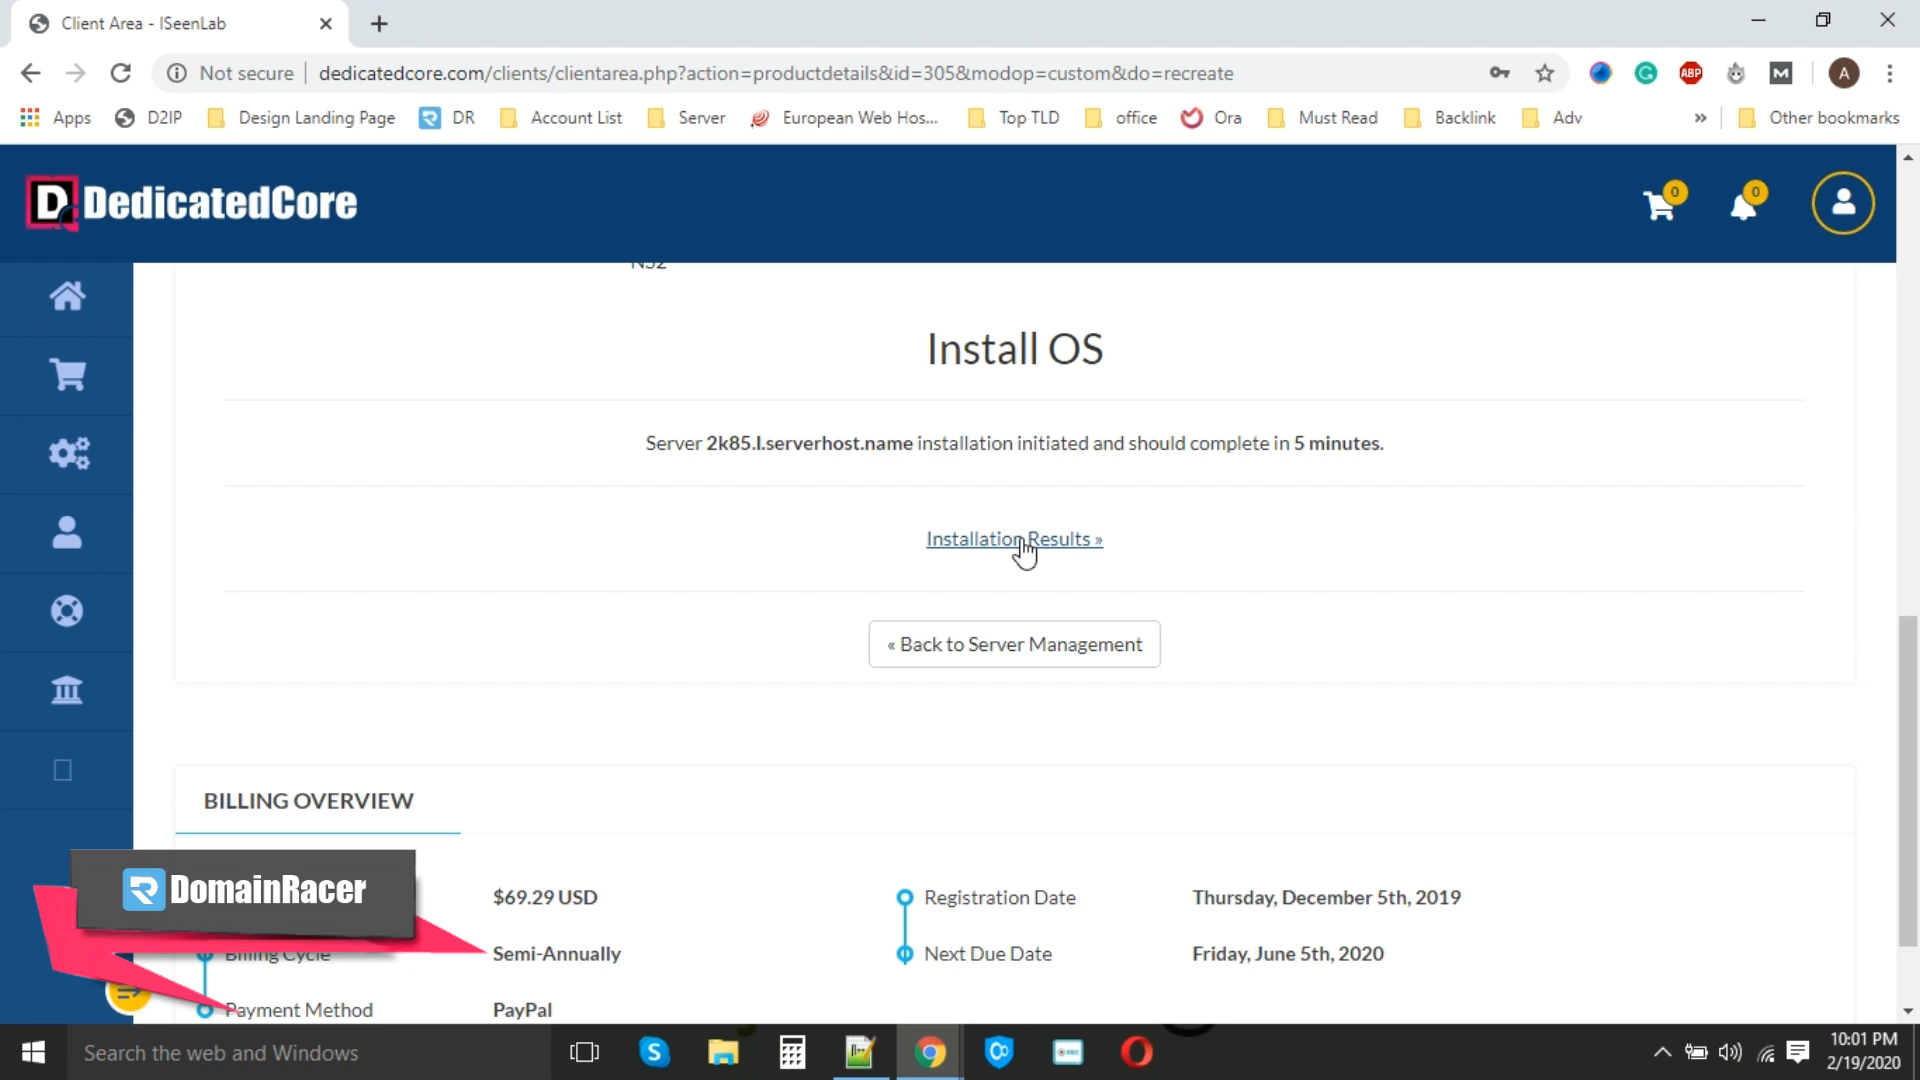 Client Area - ISeenLab
Not secure
dedicatedcore.com/clients/clientarea.php?action=productdetails&id=305&modop=custom&do=recreate
ABP
M
A
Apps
D2IP
Design Landing Page
DR
Account List
Server
European Web Hos...
Top TLD
office
Ora
Must Read
Backlink
Adv
»
Other bookmarks
DedicatedCore
0
0
NS2
Install OS
Server 2k85.l.serverhost.name installation initiated and should complete in 5 minutes.
Installation Results »
« Back to Server Management
BILLING OVERVIEW
DomainRacer
$69.29 USD
Registration Date
Thursday, December 5th, 2019
Billing Cycle
Semi-Annually
Next Due Date
Friday, June 5th, 2020
Payment Method
PayPal
Search the web and Windows
10:01 PM
2/19/2020